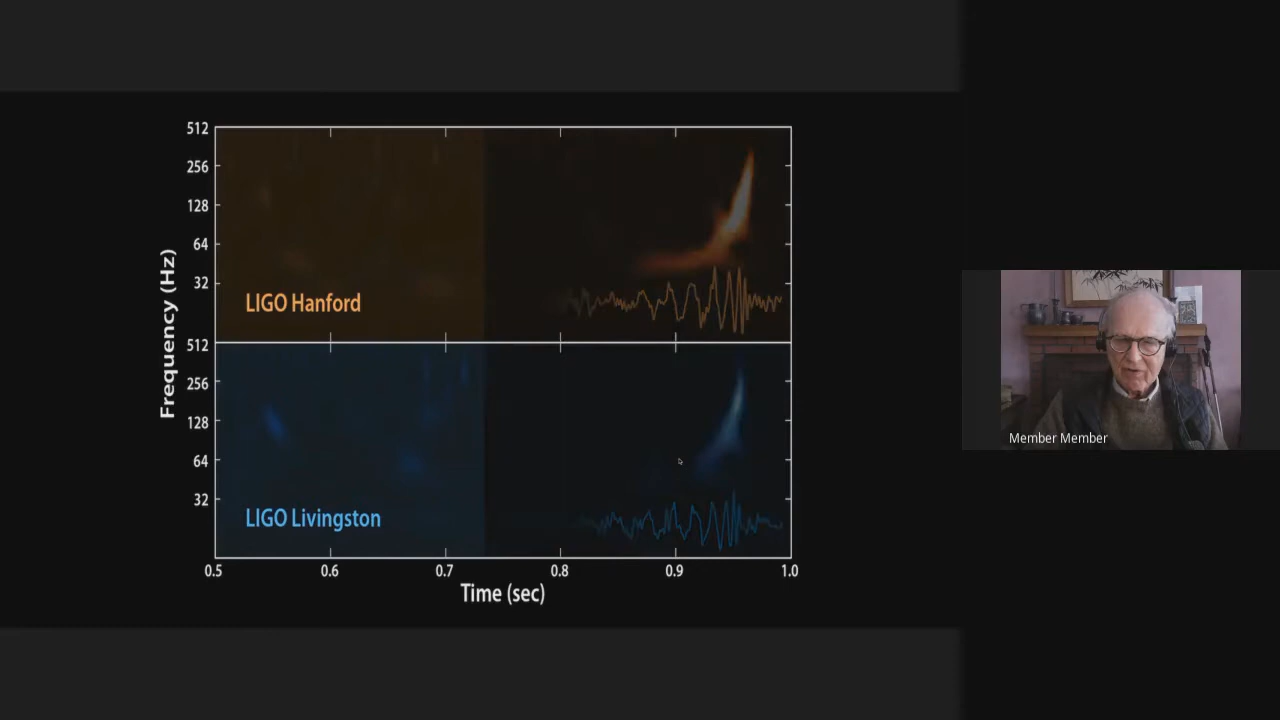 512
256
128
64
32
LIGO Hanford
512
256
128
64
32
LIGO Livingston
Frequency (Hz)
0.5 0.6 0.7 0.8 0.9 1.0
Time (sec)
Member Member